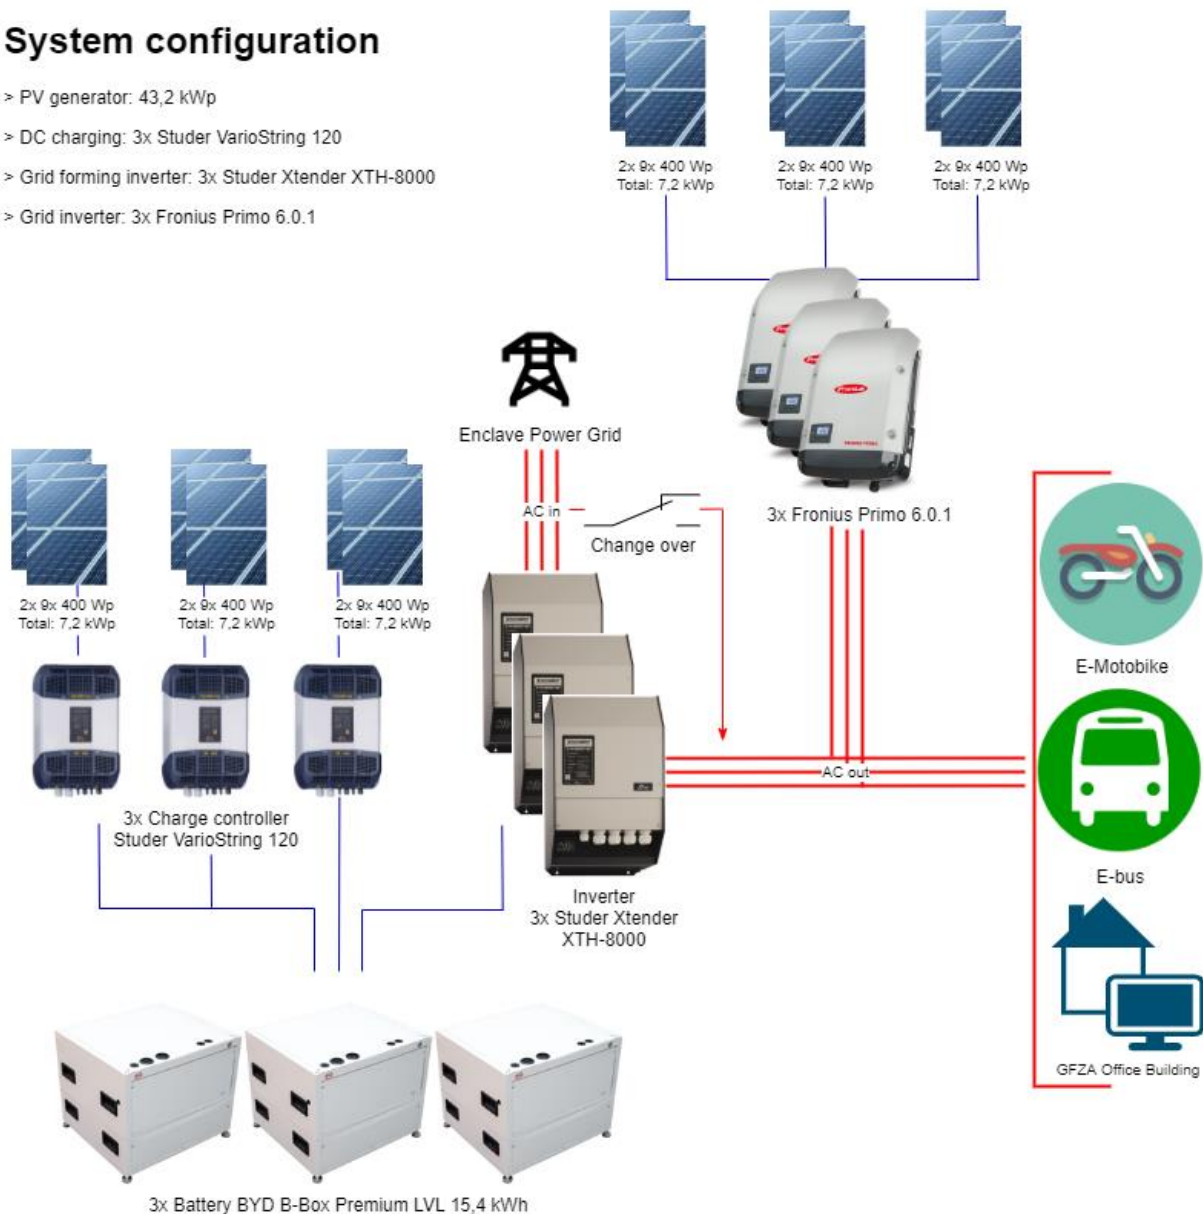 System configuration
> PV generator: 43,2 kWp
> DC charging: 3x Studer VarioString 120
> Grid forming inverter: 3x Studer Xtender XTH-8000
> Grid inverter: 3x Fronius Primo 6.0.1
2x 9x 400 Wp
Total: 7,2 kWp
2x 9x 400 Wp
Total: 7,2 kWp
2x 9x 400 Wp
Total: 7,2 kWp
Fronius
3x Fronius Primo 6.0.1
Enclave Power Grid
AC in
Change over
2x 9x 400 Wp
Total: 7,2 kWp
2x 9x 400 Wp
Total: 7,2 kWp
2x 9x 400 Wp
Total: 7,2 kWp
3x Charge controller
Studer VarioString 120
Inverter
3x Studer Xtender
XTH-8000
AC out
E-Motobike
E-bus
GFZA Office Building
3x Battery BYD B-Box Premium LVL 15,4 kWh